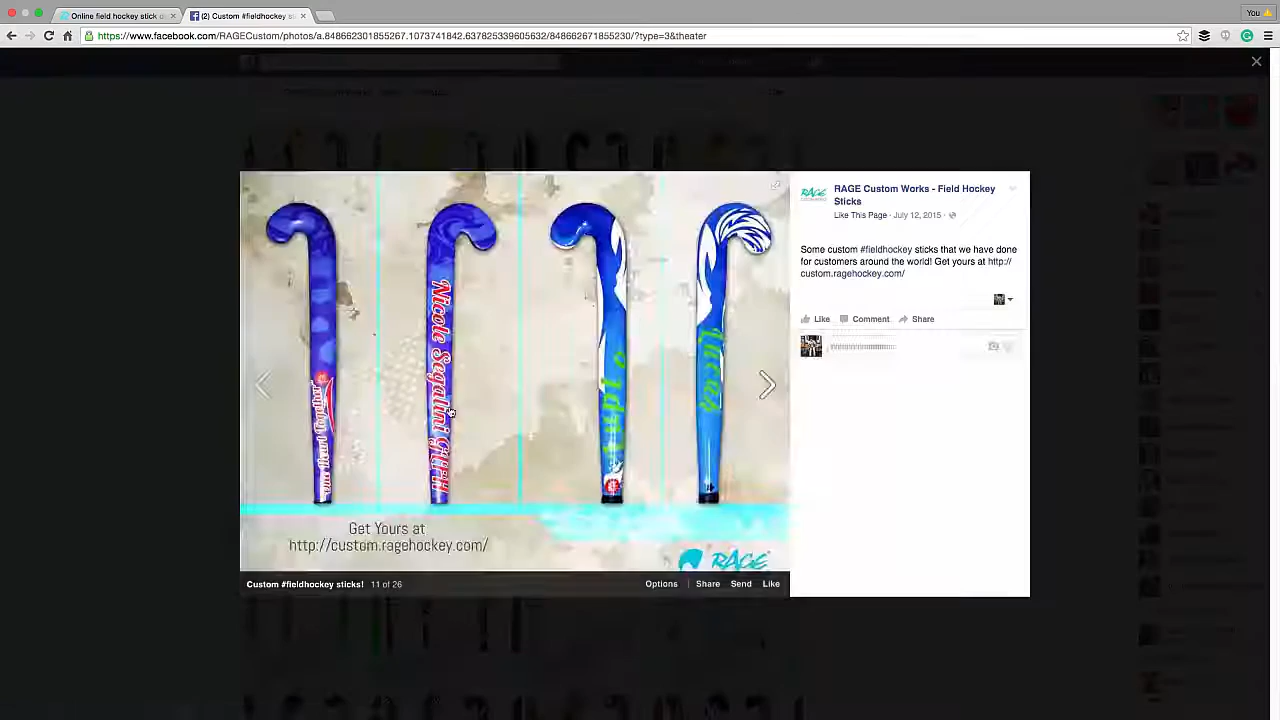 Online field hockey stick
(2) Custom #fieldhockey
You
https://www.facebook.com/RAGECustom/photos/a.848662301855267.1073741842.637825339605632/848662671855230/?type=3&theater
RAGE Custom Works - Field Hockey
Sticks
Like This Page · July 12, 2015 ·
Some custom #fieldhockey sticks that we have done
for customers around the world! Get yours at http://
custom.ragehockey.com/
Like Comment Share
Nicole Segalini
Lucas
Get Yours at
http://custom.ragehockey.com/
RAGE
Custom #fieldhockey sticks! 11 of 26
Options Share Send Like